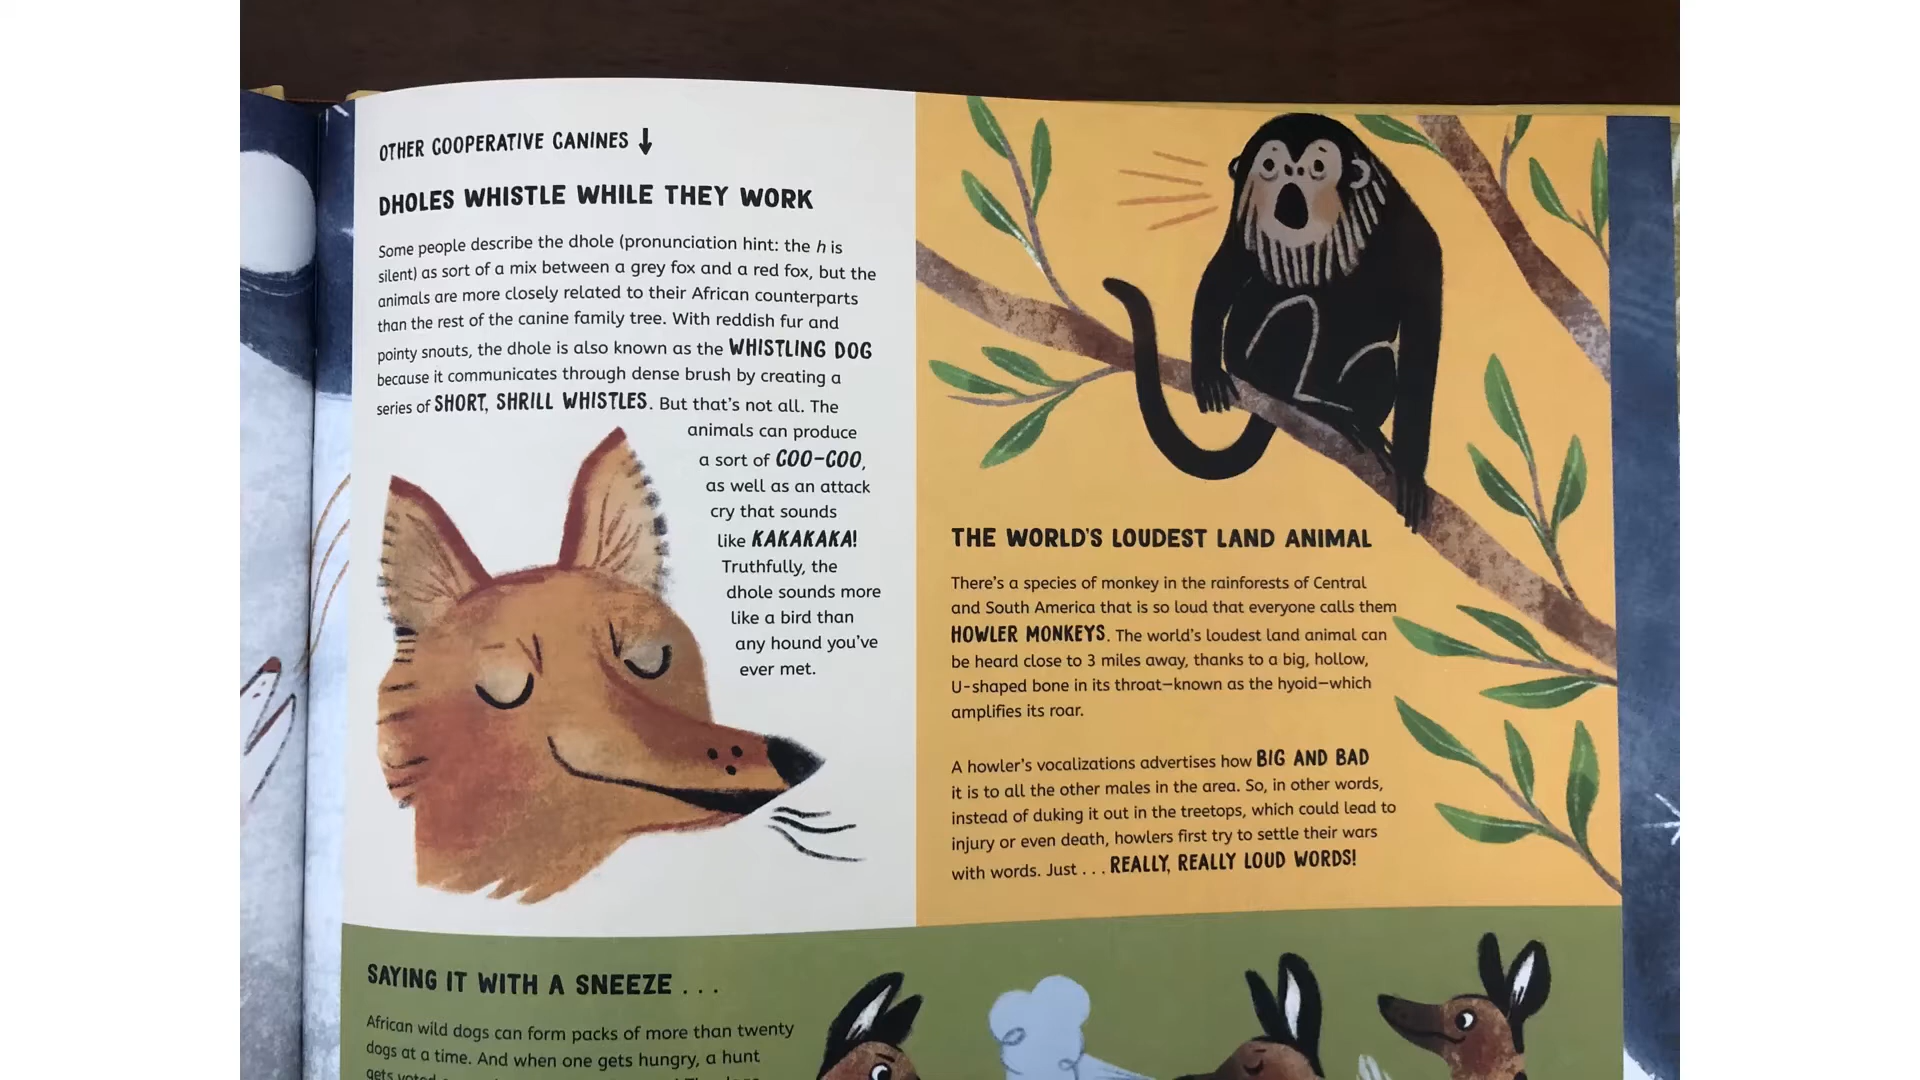 OTHER COOPERATIVE CANINES
DHOLES WHISTLE WHILE THEY WORK
Some people describe the dhole (pronunciation hint: the h is
silent) as sort of a mix between a grey fox and a red fox, but the
animals are more closely related to their African counterparts
than the rest of the canine family tree. With reddish fur and
pointy snouts, the dhole is also known as the WHISTLING DOG
because it communicates through dense brush by creating a
series of SHORT, SHRILL WHISTLES. But that's not all. The
animals can produce
a sort of COO-COO,
as well as an attack
cry that sounds
like KAKAKAKA!
Truthfully, the
dhole sounds more
like a bird than
any hound you've
ever met.
THE WORLD'S LOUDEST LAND ANIMAL
There's a species of monkey in the rainforests of Central
and South America that is so loud that everyone calls them
HOWLER MONKEYS. The world's loudest land animal can
be heard close to 3 miles away, thanks to a big, hollow,
U-shaped bone in its throat—known as the hyoid—which
amplifies its roar.
A howler's vocalizations advertises how BIG AND BAD
it is to all the other males in the area. So, in other words,
instead of duking it out in the treetops, which could lead to
injury or even death, howlers first try to settle their wars
with words. Just . . . REALLY, REALLY LOUD WORDS!
SAYING IT WITH A SNEEZE . . .
African wild dogs can form packs of more than twenty
dogs at a time. And when one gets hungry, a hunt
gets